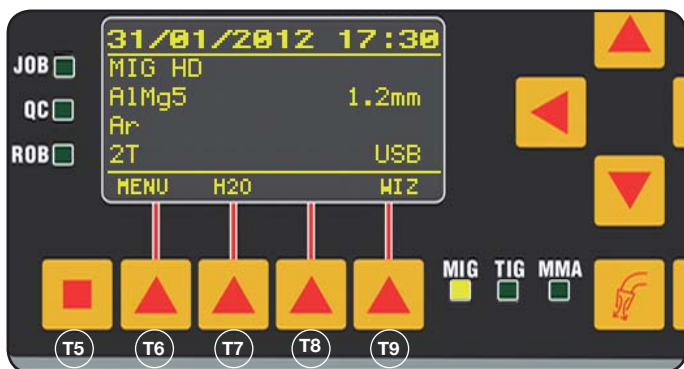 31/01/2012 17:30
JOB
MIG HD
QC
AlMg5 1.2mm
Ar
ROB
2T USB
MENU H2O WIZ
MIG TIG MMA
T5 T6 T7 T8 T9